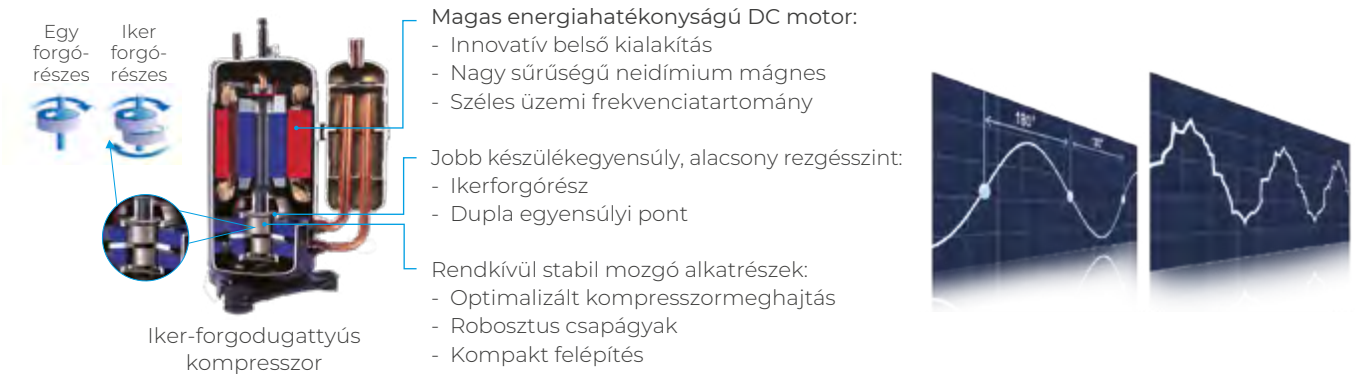 Egy
forgó-
részes
Iker
forgó-
részes
Iker-forgodugattyús
kompresszor
Magas energiahatékonyságú DC motor:
- Innovatív belső kialakítás
- Nagy sűrűségű neidímium mágnes
- Széles üzemi frekvenciatartomány
Jobb készülékegyensúly, alacsony rezgésszint:
- Ikerforgórész
- Dupla egyensúlyi pont
Rendkívül stabil mozgó alkatrészek:
- Optimalizált kompresszormeghajtás
- Robosztus csapágyak
- Kompakt felépítés
180°